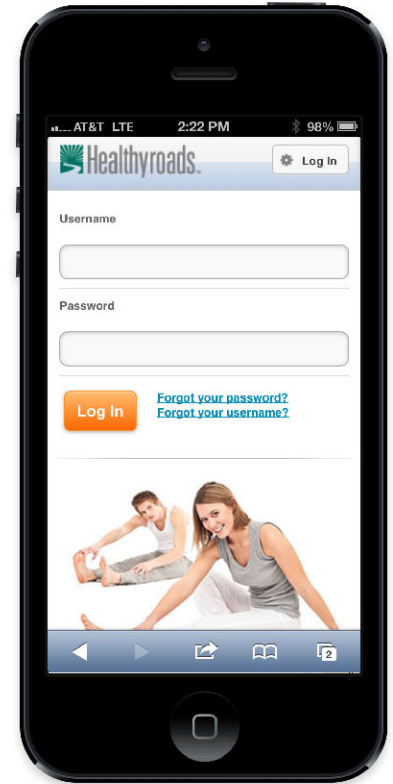 AT&T LTE 2:22 PM 98%
Healthyroads.
Log In
Username
Password
Log In
Forgot your password?
Forgot your username?
2